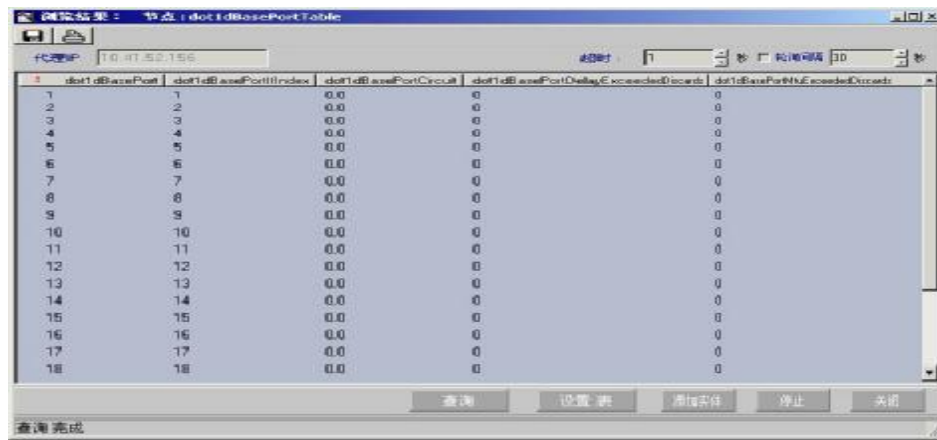 浏览结果： 节点：dot1dBasePortTable
代理IP 10.41.52.156 超时： 1 秒 轮询间隔 30 秒
dot1dBasePort dot1dBasePortIfIndex dot1dBasePortCircuit dot1dBasePortDelayExceededDiscards dot1dBasePortMtuExceededDiscards
1 1 0.0 0 0
2 2 0.0 0 0
3 3 0.0 0 0
4 4 0.0 0 0
5 5 0.0 0 0
6 6 0.0 0 0
7 7 0.0 0 0
8 8 0.0 0 0
9 9 0.0 0 0
10 10 0.0 0 0
11 11 0.0 0 0
12 12 0.0 0 0
13 13 0.0 0 0
14 14 0.0 0 0
15 15 0.0 0 0
16 16 0.0 0 0
17 17 0.0 0 0
18 18 0.0 0 0
查询 设置 表 添加实体 停止 关闭
查询 完成